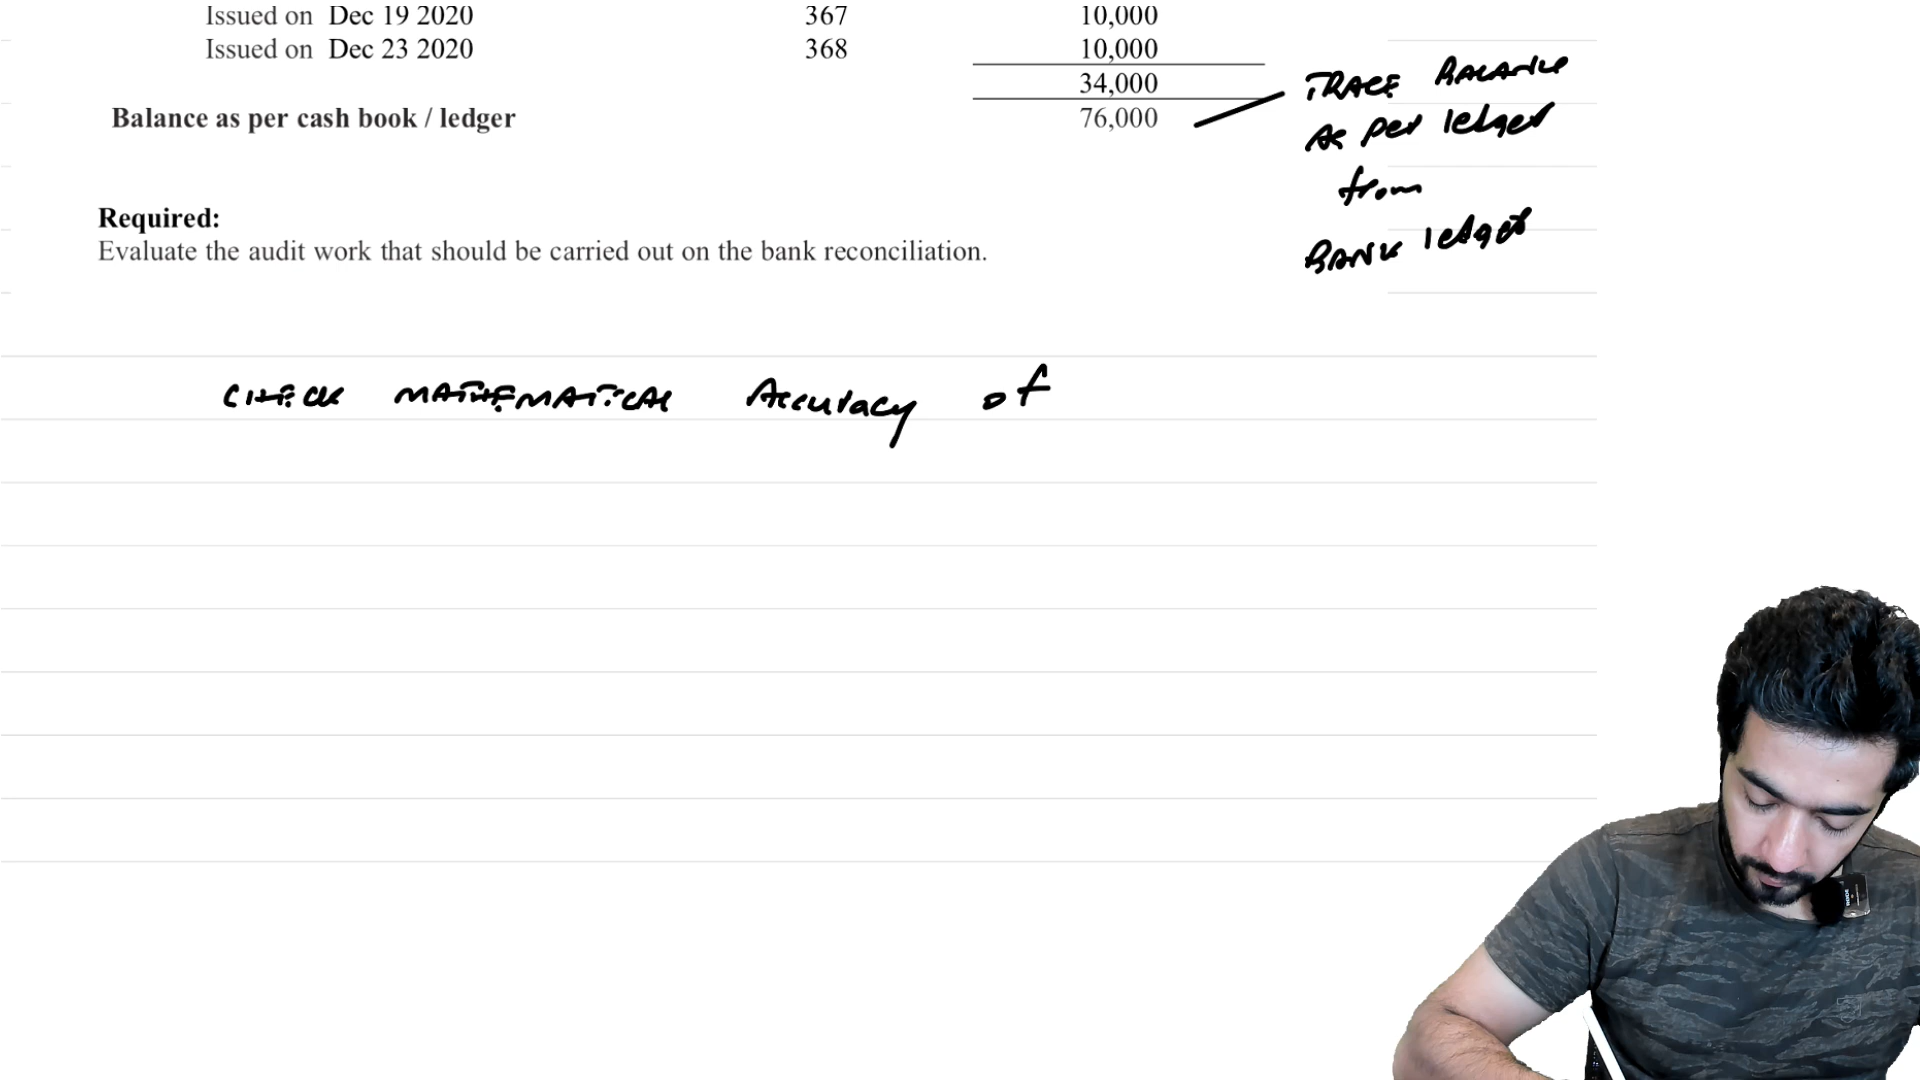 Issued on Dec 19 2020 367 10,000
Issued on Dec 23 2020 368 10,000
34,000
Balance as per cash book / ledger 76,000
TRACE BALANCE
As per ledger
from
BANK ledger
Required:
Evaluate the audit work that should be carried out on the bank reconciliation.
CHECK MATHEMATICAL Accuracy of